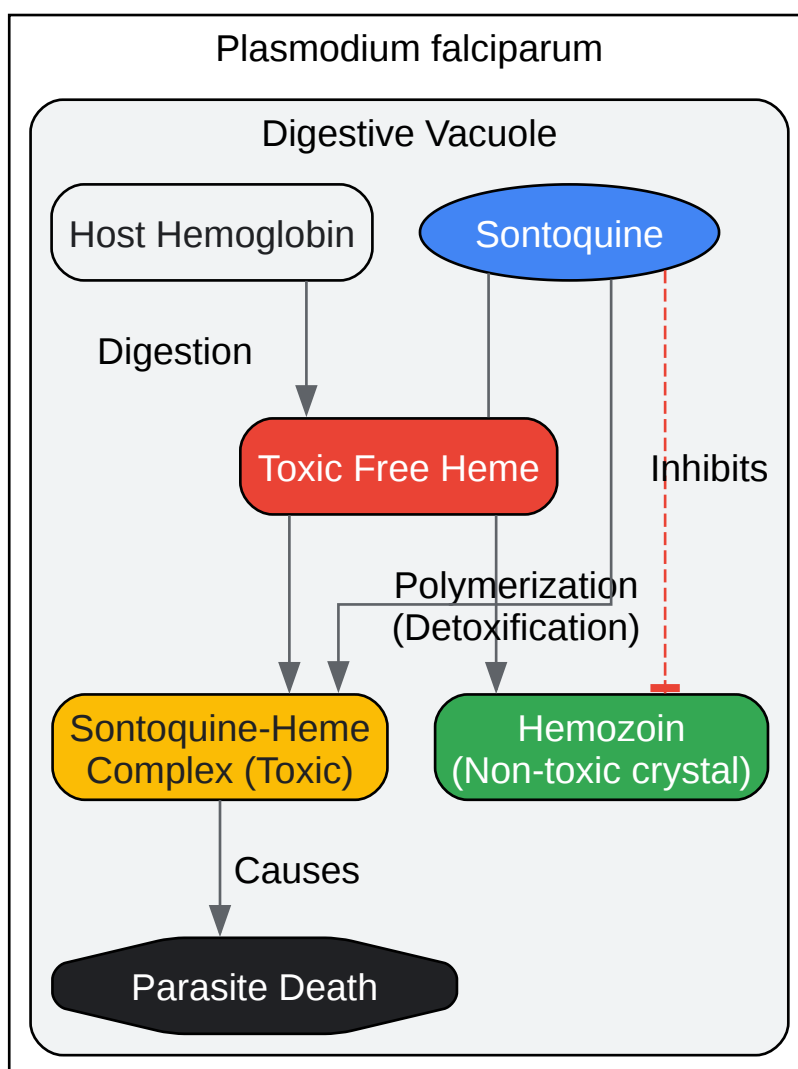 Plasmodium falciparum
Digestive Vacuole
Host Hemoglobin
Sontoquine
Digestion
Toxic Free Heme
Inhibits
Polymerization
(Detoxification)
Sontoquine-Heme
Complex (Toxic)
Hemozoin
(Non-toxic crystal)
Causes
Parasite Death